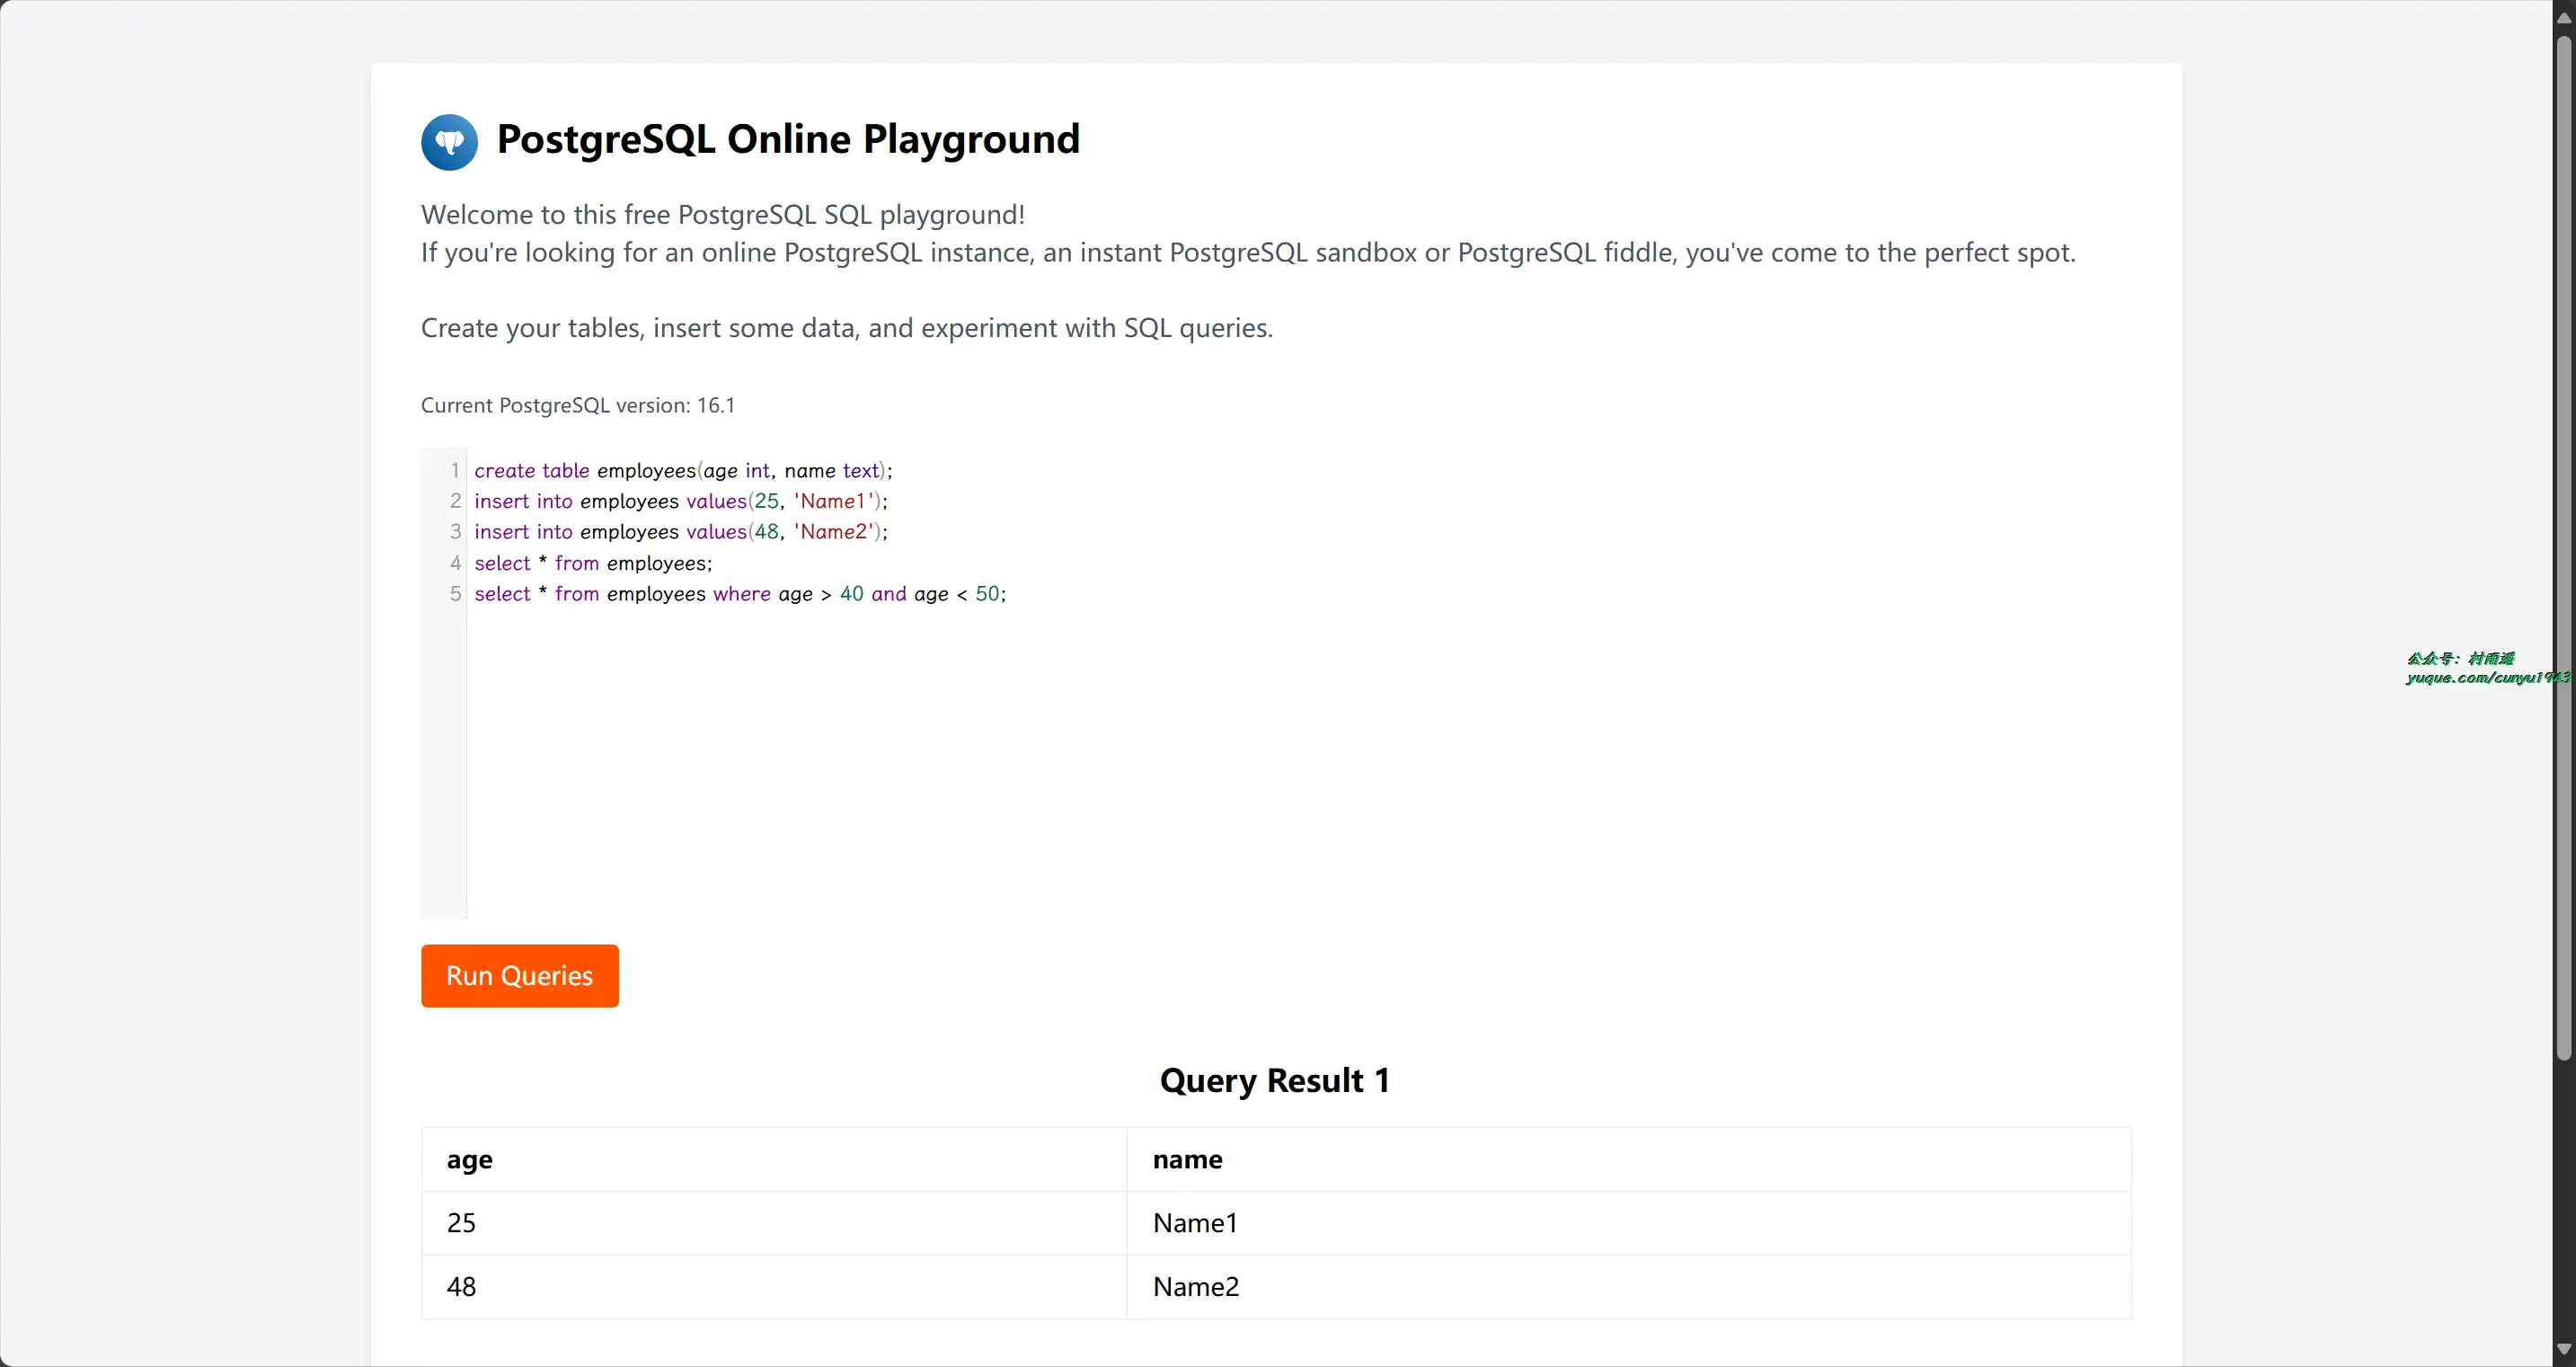 PostgreSQL Online Playground
Welcome to this free PostgreSQL SQL playground!
If you're looking for an online PostgreSQL instance, an instant PostgreSQL sandbox or PostgreSQL fiddle, you've come to the perfect spot.
Create your tables, insert some data, and experiment with SQL queries.
Current PostgreSQL version: 16.1
1 create table employees(age int, name text);
2 insert into employees values(25, 'Name1');
3 insert into employees values(48, 'Name2');
4 select * from employees;
5 select * from employees where age > 40 and age < 50;
公众号：村雨遥
yuque.com/cunyu1943
Run Queries
Query Result 1
age name
25 Name1
48 Name2